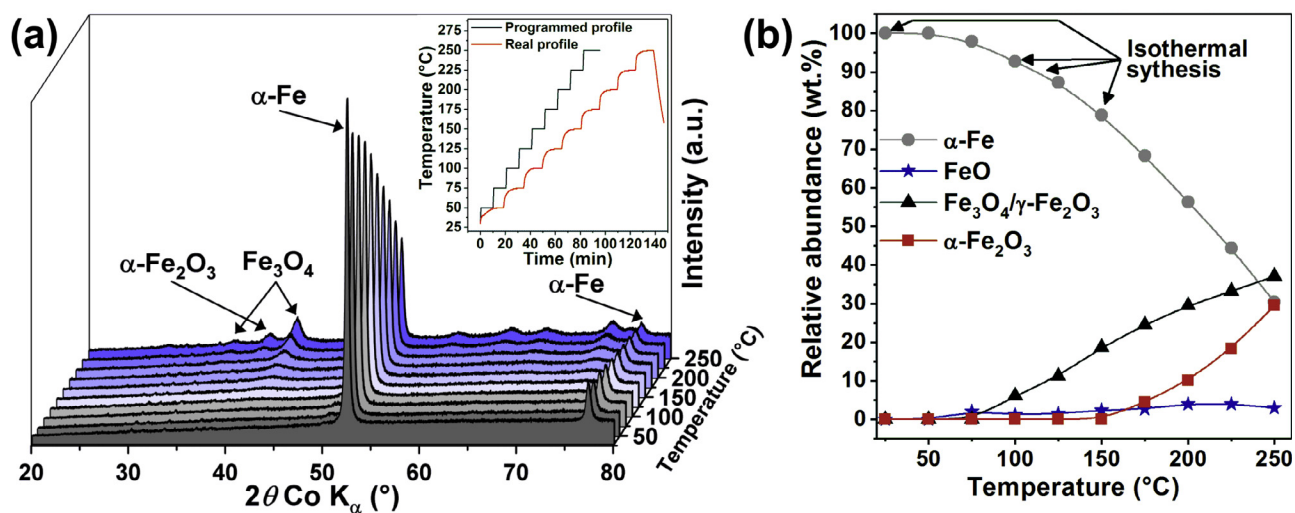 (a)
Programmed profile
Real profile
275
250
225
200
175
150
125
100
75
50
25
Temperature (°C)
0 20 40 60 80 100 120 140
Time (min)
α-Fe
α-Fe₂O₃
Fe₃O₄
α-Fe
Intensity (a.u.)
250
200
150
100
50
Temperature (°C)
20 30 40 50 60 70 80
2θ Co Kα (°)
(b)
Isothermal
sythesis
α-Fe
FeO
Fe₃O₄/γ-Fe₂O₃
α-Fe₂O₃
100
90
80
70
60
50
40
30
20
10
0
Relative abundance (wt.%)
50 100 150 200 250
Temperature (°C)